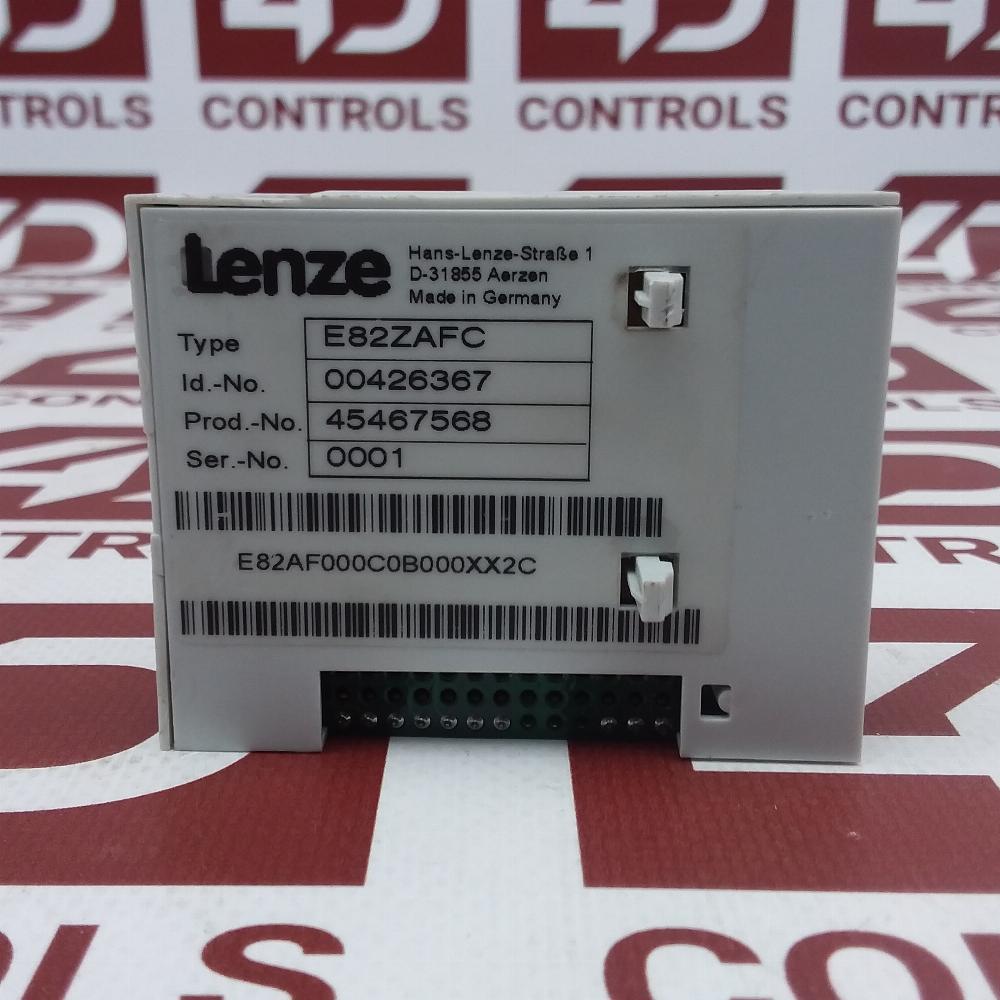 CONTROLS CONTROLS CONTROLS CONTROLS
Lenze
Hans-Lenze-Straße 1
D-31855 Aerzen
Made in Germany
Type E82ZAFC
Id.-No. 00426367
Prod.-No. 45467568
Ser.-No. 0001
E82AF000C0B000XX2C